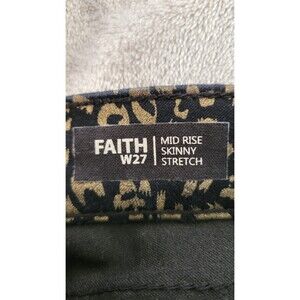 FAITH
W27
MID RISE
SKINNY
STRETCH